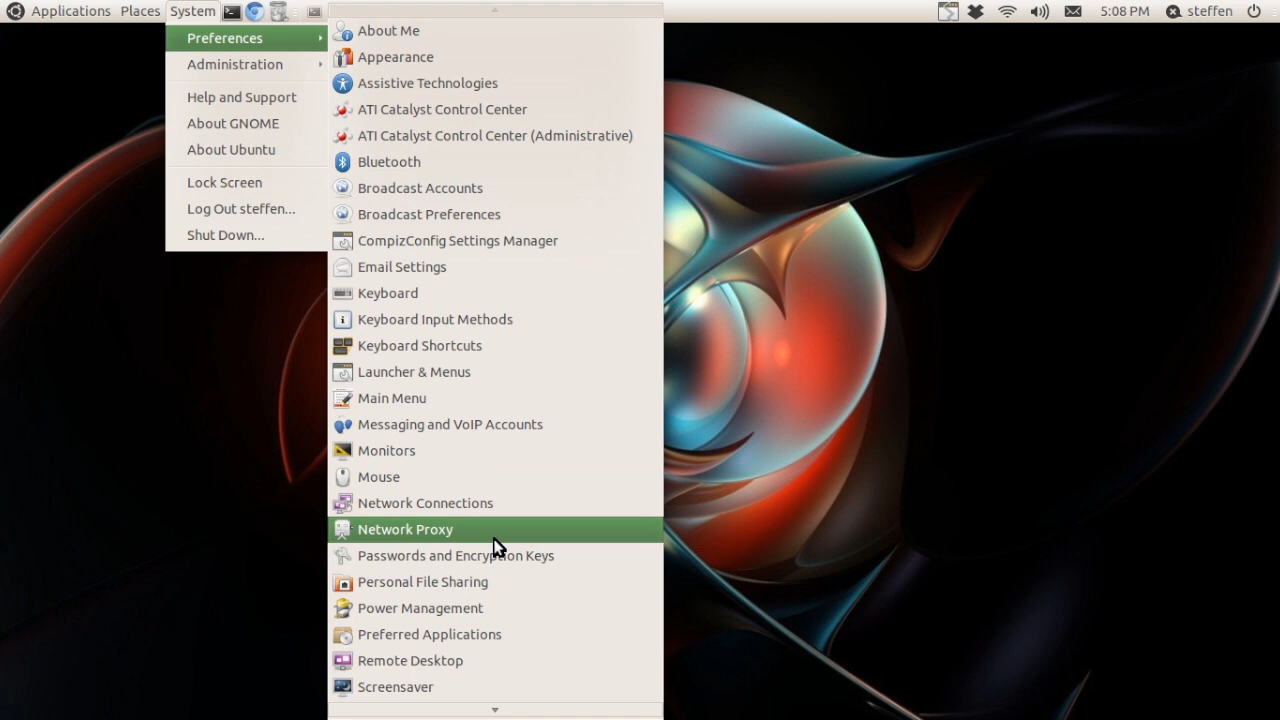 Applications Places System 5:08 PM steffen
Preferences
Administration
Help and Support
About GNOME
About Ubuntu
Lock Screen
Log Out steffen...
Shut Down...
About Me
Appearance
Assistive Technologies
ATI Catalyst Control Center
ATI Catalyst Control Center (Administrative)
Bluetooth
Broadcast Accounts
Broadcast Preferences
CompizConfig Settings Manager
Email Settings
Keyboard
Keyboard Input Methods
Keyboard Shortcuts
Launcher & Menus
Main Menu
Messaging and VoIP Accounts
Monitors
Mouse
Network Connections
Network Proxy
Passwords and Encryption Keys
Personal File Sharing
Power Management
Preferred Applications
Remote Desktop
Screensaver